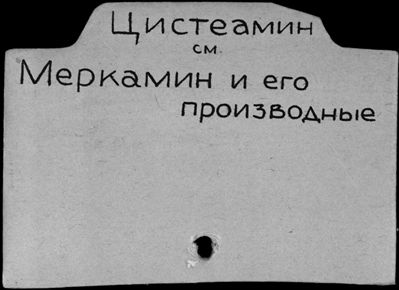 Цистеамин
см.
Меркамин и его
производные